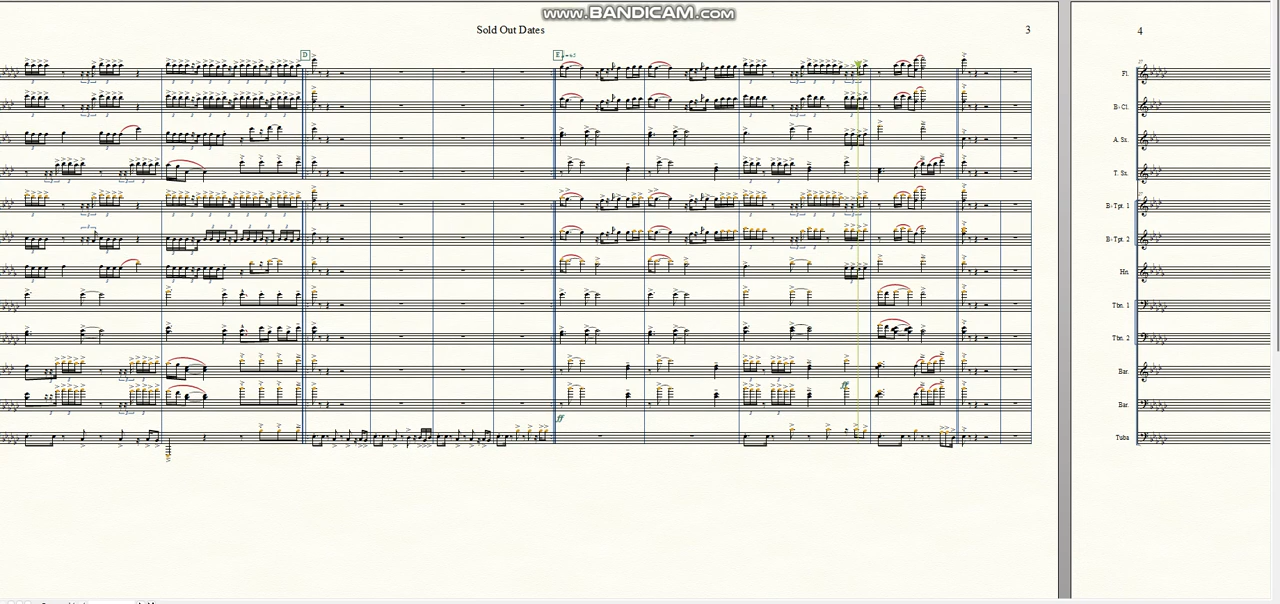 www.BANDICAM.com
Sold Out Dates
3
4
D
E
Fl.
B♭ Cl.
A. Sx.
T. Sx.
B♭ Tpt. 1
B♭ Tpt. 2
Hn.
Tbn. 1
Tbn. 2
Bar.
ff
Bar.
ff
Tuba